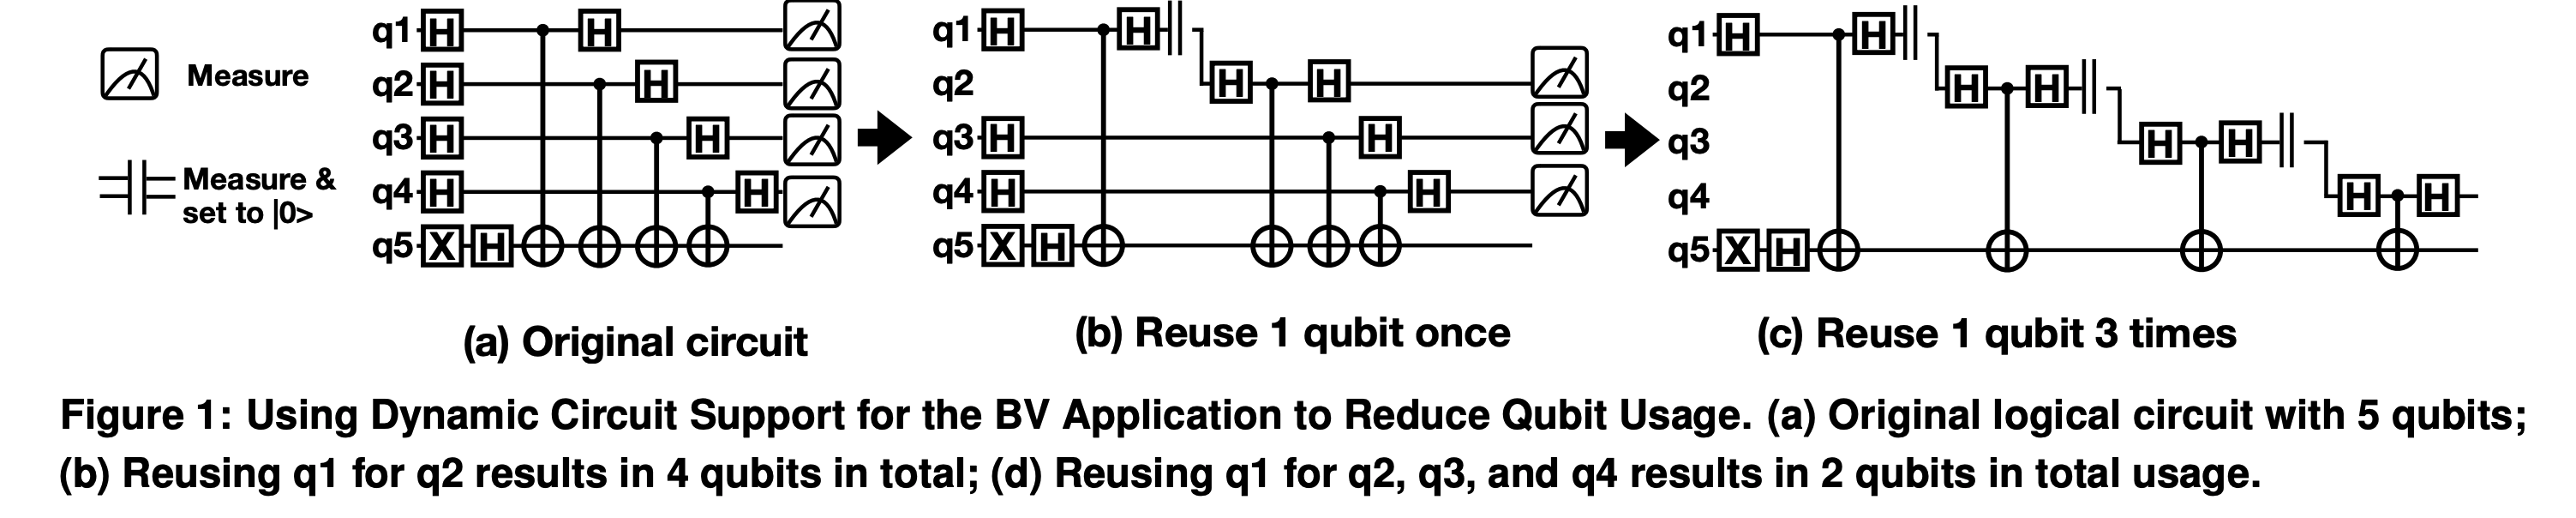 Measure
Measure &
set to |0>
q1 H H
q2 H H
q3 H H
q4 H H
q5 X H
(a) Original circuit
q1 H H
q2 H H
q3 H H
q4 H H
q5 X H
(b) Reuse 1 qubit once
q1 H H
q2 H H
q3 H H
q4 H H
q5 X H
(c) Reuse 1 qubit 3 times
Figure 1: Using Dynamic Circuit Support for the BV Application to Reduce Qubit Usage. (a) Original logical circuit with 5 qubits;
(b) Reusing q1 for q2 results in 4 qubits in total; (d) Reusing q1 for q2, q3, and q4 results in 2 qubits in total usage.